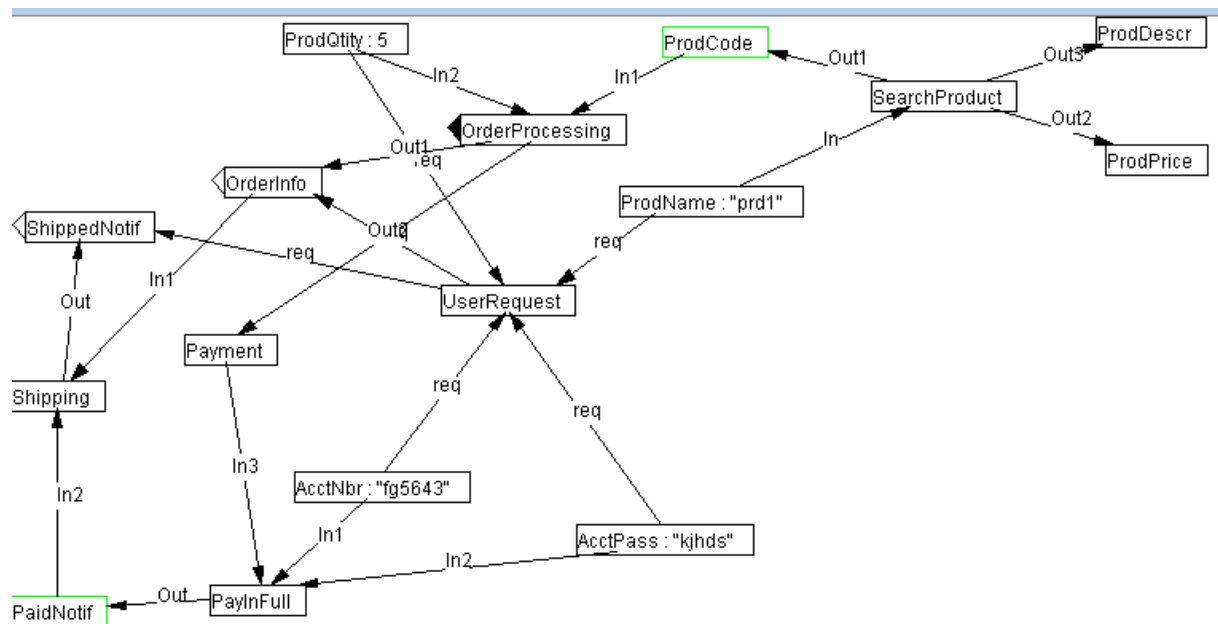 ProdQtity : 5
ProdCode
ProdDescr
Out1
Out3
In2
In1
SearchProduct
Out2
OrderProcessing
In
Out1
req
ProdPrice
OrderInfo
ProdName : "prd1"
ShippedNotif
req
req
In1
Out
UserRequest
Payment
Shipping
req
req
In3
AcctNbr : "fg5643"
In2
In1
AcctPass : "kjhds"
In2
Out
PayInFull
PaidNotif